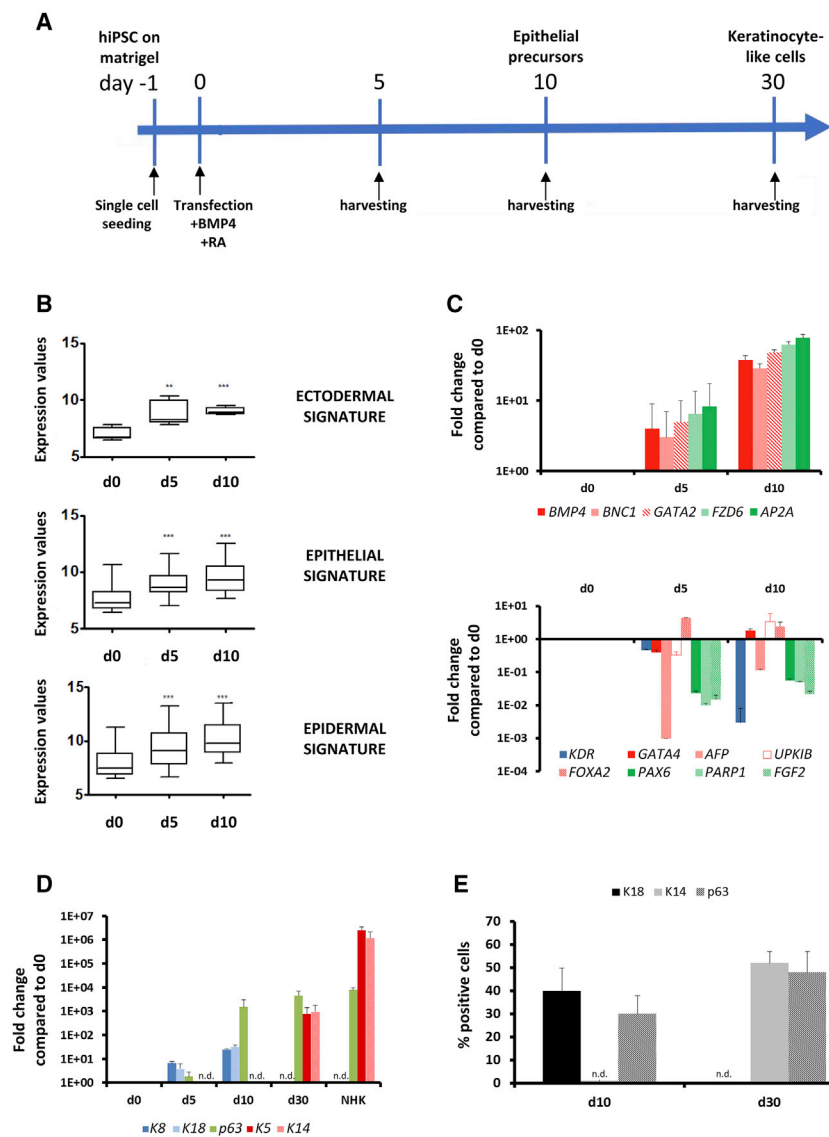 A
hiPSC on
matrigel
Epithelial
precursors
Keratinocyte-
like cells
day -1 0 5 10 30
Single cell
seeding
Transfection
+BMP4
+RA
harvesting
harvesting
harvesting
B
Expression values
15
10
5
** ***
d0 d5 d10
ECTODERMAL
SIGNATURE
Expression values
15
10
5
*** ***
d0 d5 d10
EPITHELIAL
SIGNATURE
Expression values
15
10
5
*** ***
d0 d5 d10
EPIDERMAL
SIGNATURE
C
Fold change
compared to d0
1E+02
1E+01
1E+00
d0 d5 d10
BMP4 BNC1 GATA2 FZD6 AP2A
d0 d5 d10
Fold change
compared to d0
1E+01
1E+00
1E-01
1E-02
1E-03
1E-04
KDR GATA4 AFP UPKIB
FOXA2 PAX6 PARP1 FGF2
D
Fold change
compared to d0
1E+07
1E+06
1E+05
1E+04
1E+03
1E+02
1E+01
1E+00
n.d. n.d. n.d. n.d.
d0 d5 d10 d30 NHK
K8 K18 p63 K5 K14
E
K18 K14 p63
% positive cells
70
60
50
40
30
20
10
0
n.d. n.d.
d10 d30